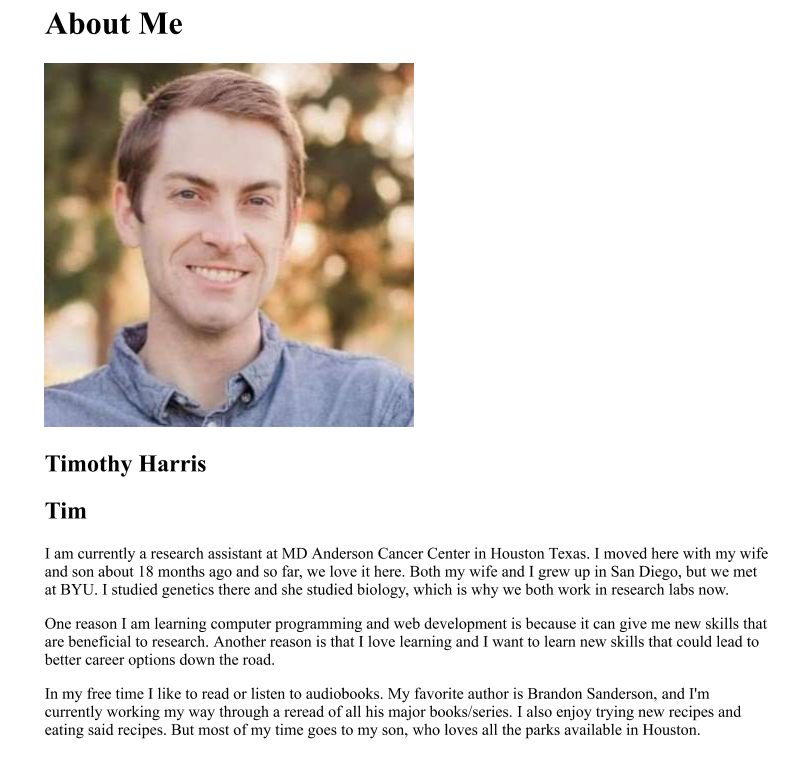 About Me
Timothy Harris
Tim
I am currently a research assistant at MD Anderson Cancer Center in Houston Texas. I moved here with my wife
and son about 18 months ago and so far, we love it here. Both my wife and I grew up in San Diego, but we met
at BYU. I studied genetics there and she studied biology, which is why we both work in research labs now.
One reason I am learning computer programming and web development is because it can give me new skills that
are beneficial to research. Another reason is that I love learning and I want to learn new skills that could lead to
better career options down the road.
In my free time I like to read or listen to audiobooks. My favorite author is Brandon Sanderson, and I'm
currently working my way through a reread of all his major books/series. I also enjoy trying new recipes and
eating said recipes. But most of my time goes to my son, who loves all the parks available in Houston.